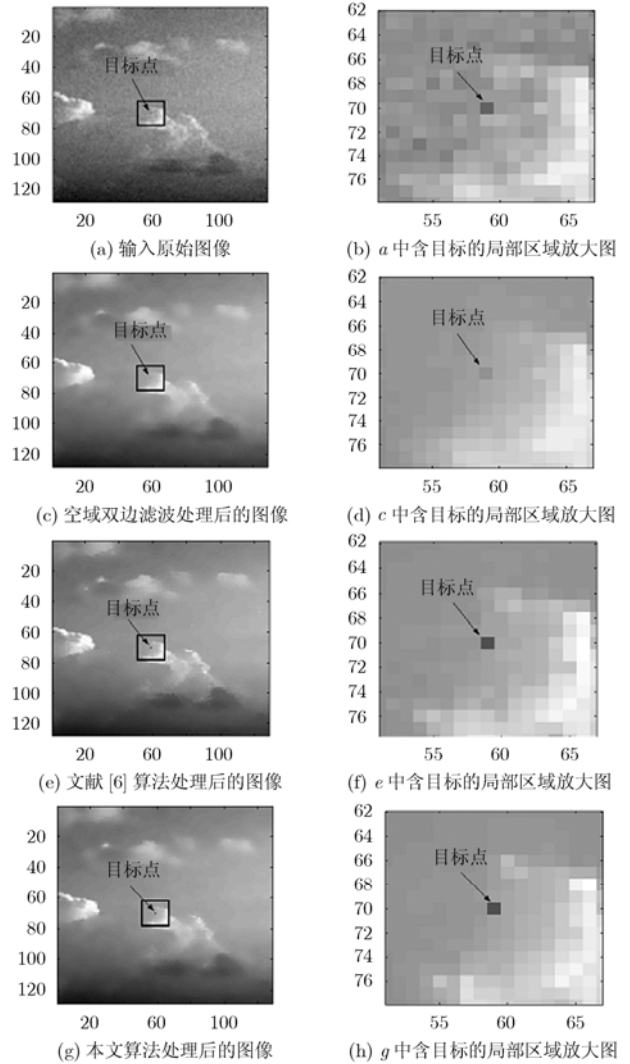 目标点
20
40
60
80
100
120
20 60 100
(a) 输入原始图像
目标点
62
64
66
68
70
72
74
76
55 60 65
(b) a 中含目标的局部区域放大图
目标点
20
40
60
80
100
120
20 60 100
(c) 空域双边滤波处理后的图像
目标点
62
64
66
68
70
72
74
76
55 60 65
(d) c 中含目标的局部区域放大图
目标点
20
40
60
80
100
120
20 60 100
(e) 文献 [6] 算法处理后的图像
目标点
62
64
66
68
70
72
74
76
55 60 65
(f) e 中含目标的局部区域放大图
目标点
20
40
60
80
100
120
20 60 100
(g) 本文算法处理后的图像
目标点
62
64
66
68
70
72
74
76
55 60 65
(h) g 中含目标的局部区域放大图